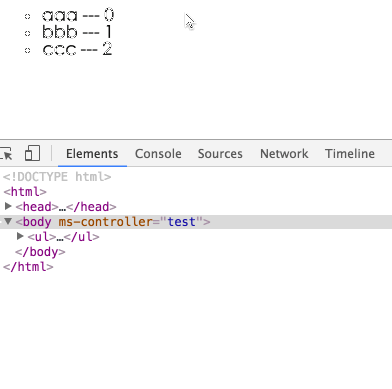 aaa --- 0
bbb --- 1
ccc --- 2
Elements Console Sources Network Timeline
<!DOCTYPE html>
<html>
<head>…</head>
<body ms-controller="test">
<ul>…</ul>
</body>
</html>